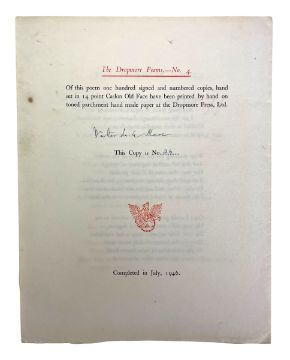 The Dropmore Poems.—No. 4.
Of this poem one hundred signed and numbered copies, hand
set in 14 point Caslon Old Face have been printed by hand on
toned parchment hand made paper at the Dropmore Press, Ltd.
This Copy is No.
Completed in July, 1946.